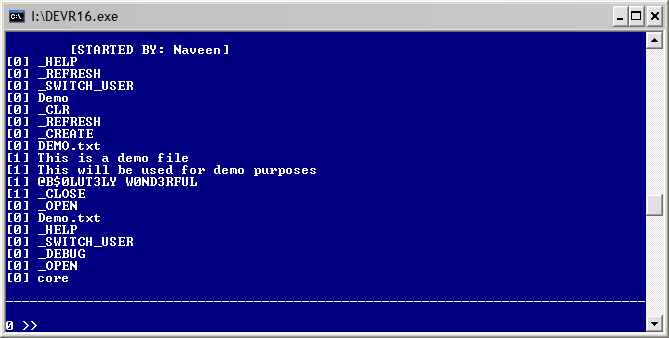 I:\DEVR16.exe
[STARTED BY: Naveen]
[0] _HELP
[0] _REFRESH
[0] _SWITCH_USER
[0] Demo
[0] _CLR
[0] _REFRESH
[0] _CREATE
[0] DEMO.txt
[1] This is a demo file
[1] This will be used for demo purposes
[1] @B$0LUT3LY W0ND3RFUL
[1] _CLOSE
[0] _OPEN
[0] Demo.txt
[0] _HELP
[0] _SWITCH_USER
[0] _DEBUG
[0] _OPEN
[0] core
--------------------------------------------------------------------------------
0 >>